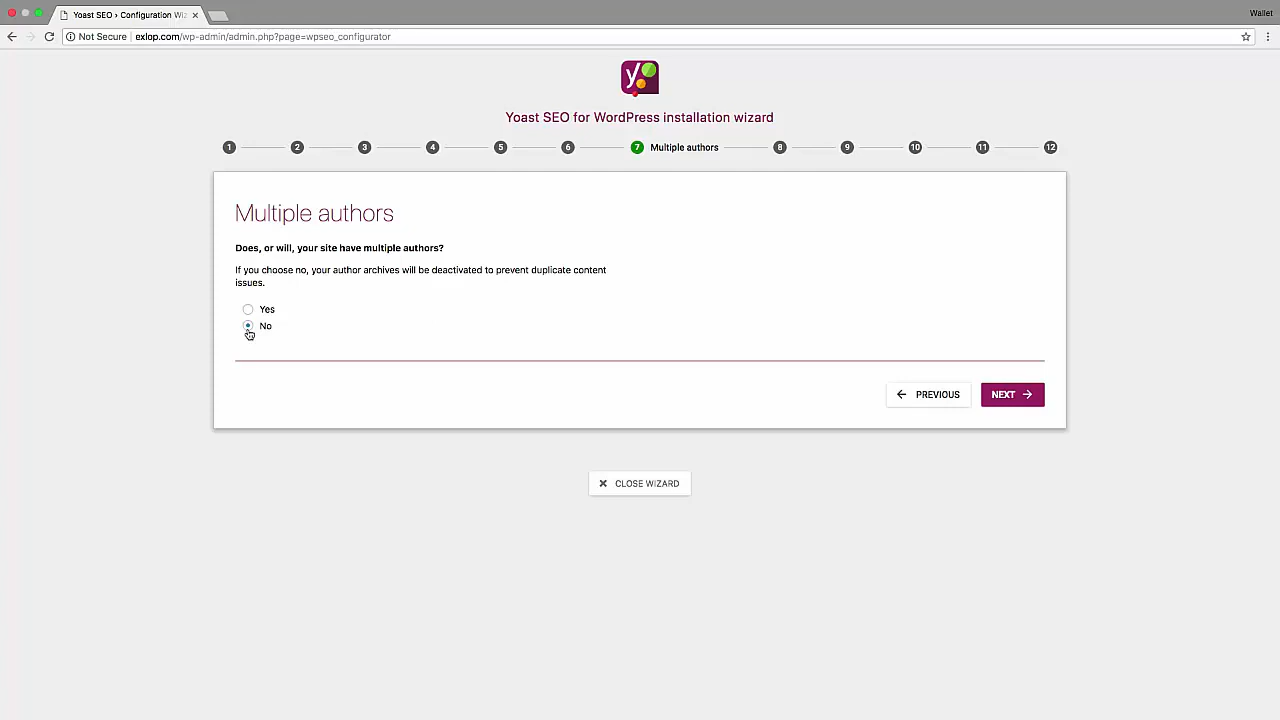 Wallet
Yoast SEO › Configuration Wiz
Not Secure exlop.com/wp-admin/admin.php?page=wpseo_configurator
y
Yoast SEO for WordPress installation wizard
1 2 3 4 5 6 7 Multiple authors 8 9 10 11 12
Multiple authors
Does, or will, your site have multiple authors?
If you choose no, your author archives will be deactivated to prevent duplicate content
issues.
Yes
No
PREVIOUS NEXT
CLOSE WIZARD